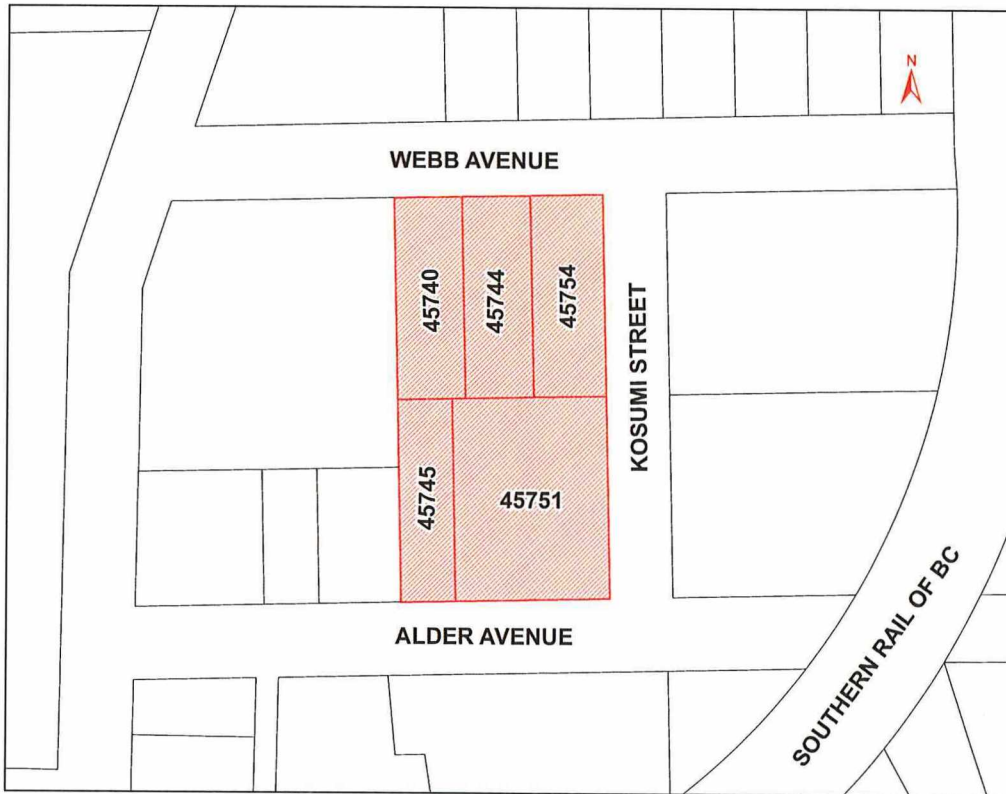 N
WEBB AVENUE
45740
45744
45754
KOSUMI STREET
45745
45751
ALDER AVENUE
SOUTHERN RAIL OF BC